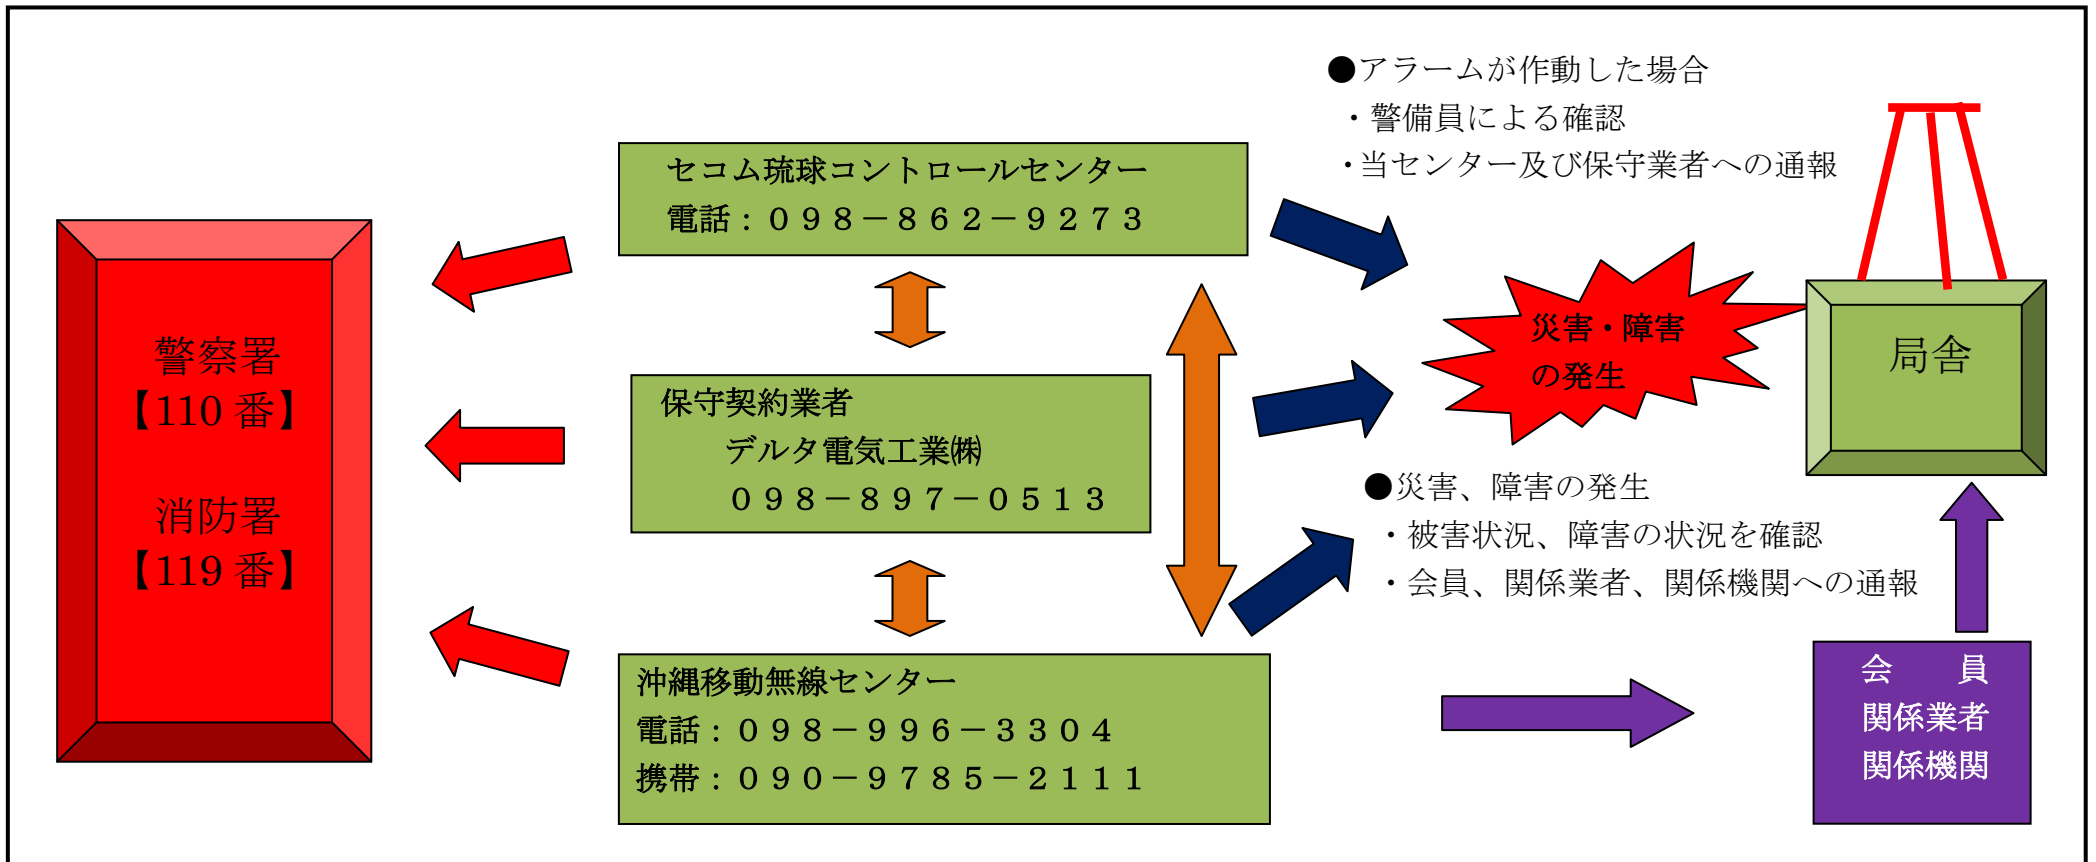 ●アラームが作動した場合
・警備員による確認
・当センター及び保守業者への通報
セコム琉球コントロールセンター
電話：０９８－８６２－９２７３
警察署
【110 番】
消防署
【119 番】
保守契約業者
デルタ電気工業㈱
０９８－８９７－０５１３
災害・障害
の発生
局舎
●災害、障害の発生
・被害状況、障害の状況を確認
・会員、関係業者、関係機関への通報
沖縄移動無線センター
電話：０９８－９９６－３３０４
携帯：０９０－９７８５－２１１１
会　　員
関係業者
関係機関